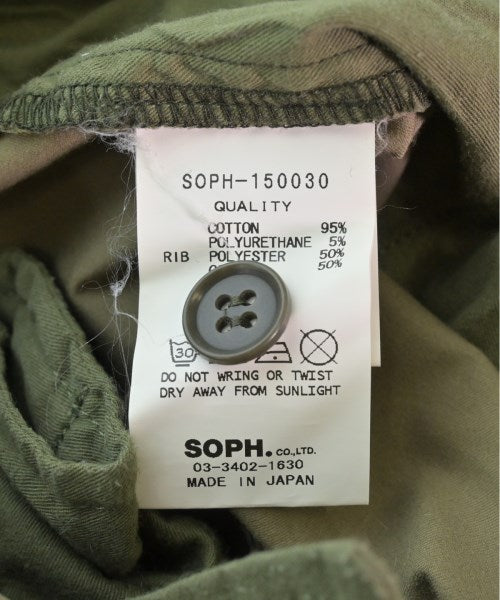 SOPH-150030
QUALITY
COTTON 95%
POLYURETHANE 5%
RIB POLYESTER 50%
50%
30
DO NOT WRING OR TWIST
DRY AWAY FROM SUNLIGHT
SOPH. CO.,LTD.
03-3402-1630
MADE IN JAPAN